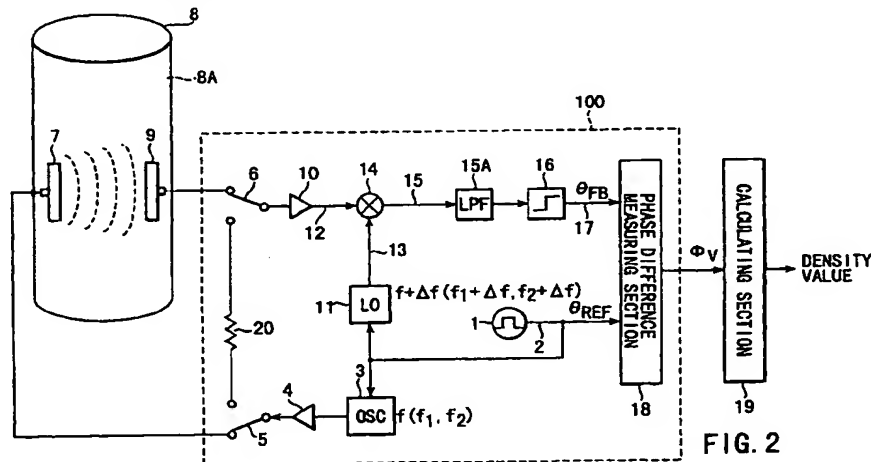 8
8A
7
9
100
6
10
14
15
15A
16
LPF
θFB
17
12
13
PHASE DIFFERENCE MEASURING SECTION
CALCULATING SECTION
ΦV
DENSITY
VALUE
11
LO
f+Δf(f1+Δf, f2+Δf)
1
2
θREF
20
3
4
OSC
f(f1, f2)
5
18
19
FIG. 2